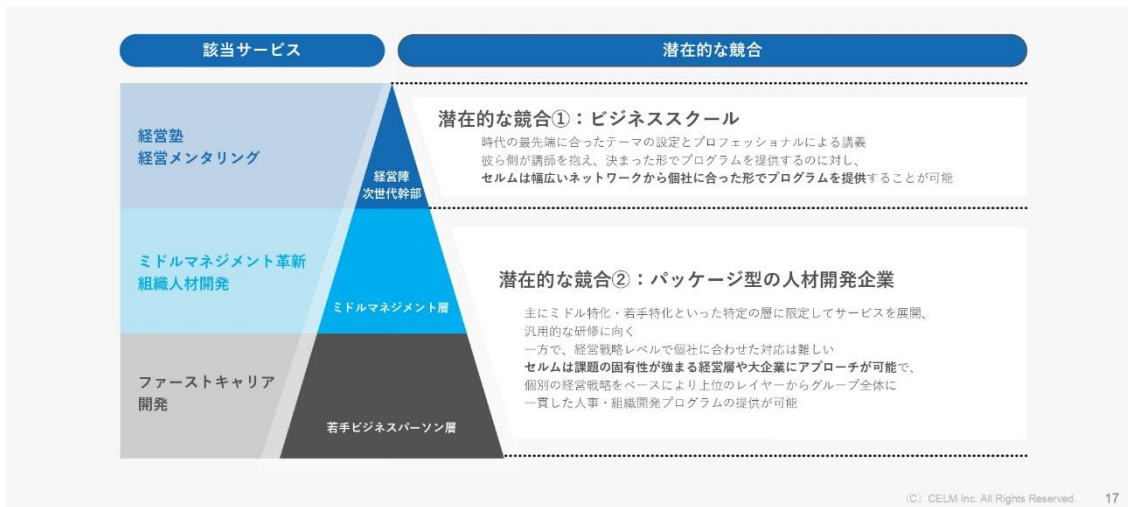 該当サービス
潜在的な競合
経営塾
経営メンタリング
経営陣
次世代幹部
潜在的な競合①：ビジネススクール
時代の最先端に合ったテーマの設定とプロフェッショナルによる講義
彼ら側が講師を抱え、決まった形でプログラムを提供するのに対し、
セルムは幅広いネットワークから個社に合った形でプログラムを提供することが可能
ミドルマネジメント革新
組織人材開発
ミドルマネジメント層
潜在的な競合②：パッケージ型の人材開発企業
主にミドル特化・若手特化といった特定の層に限定してサービスを展開、
汎用的な研修に向く
一方で、経営戦略レベルで個社に合わせた対応は難しい
セルムは課題の固有性が強まる経営層や大企業にアプローチが可能で、
個別の経営戦略をベースにより上位のレイヤーからグループ全体に
一貫した人事・組織開発プログラムの提供が可能
ファーストキャリア
開発
若手ビジネスパーソン層
（C）CELM Inc. All Rights Reserved.
17